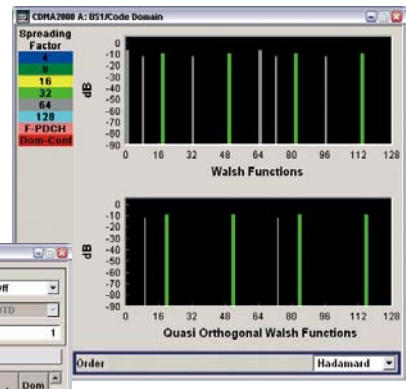 CDMA2000 A: BS1/Code Domain
Spreading
Factor
4
8
16
32
64
128
F-PDCH
Dom-Conf
dB
0
-10
-20
-30
-40
-50
-60
-70
-80
-90
0 16 32 48 64 80 96 112 128
Walsh Functions
dB
0
-10
-20
-30
-40
-50
-60
-70
-80
-90
0 16 32 48 64 80 96 112 128
Quasi Orthogonal Walsh Functions
Order Hadamard
1
Dom